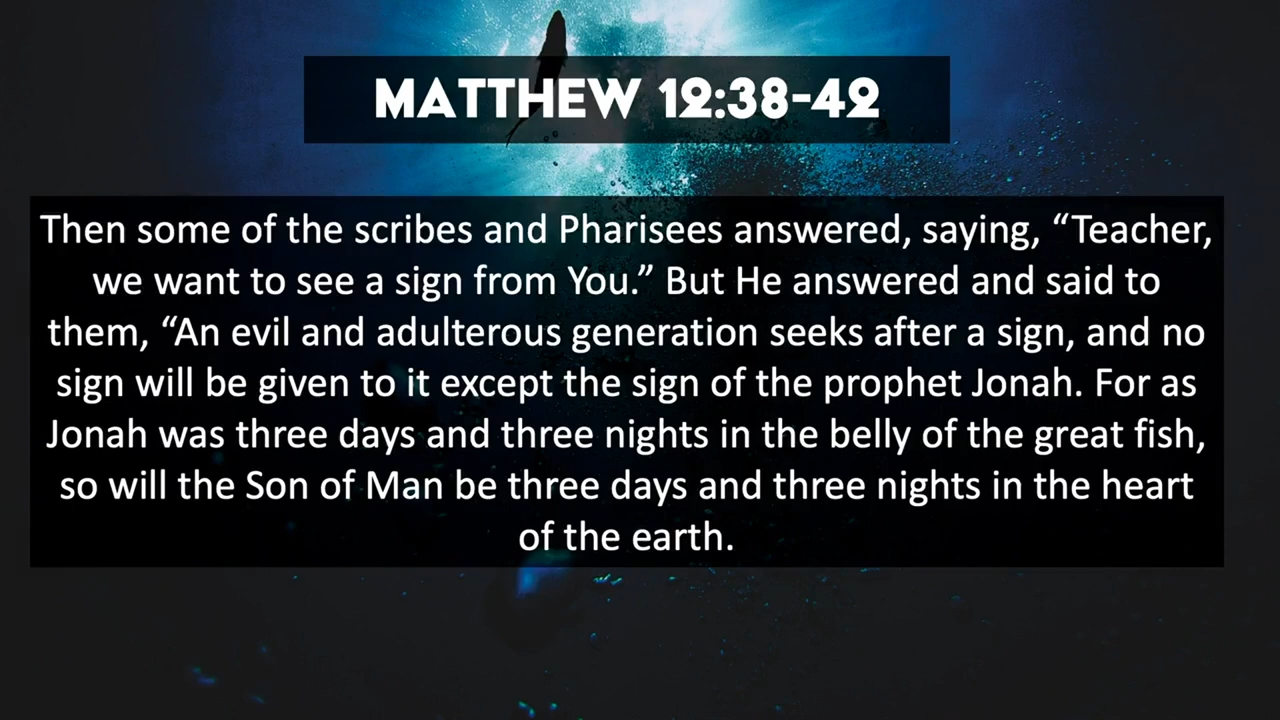 MATTHEW 12:38-42
Then some of the scribes and Pharisees answered, saying, “Teacher,
we want to see a sign from You.” But He answered and said to
them, “An evil and adulterous generation seeks after a sign, and no
sign will be given to it except the sign of the prophet Jonah. For as
Jonah was three days and three nights in the belly of the great fish,
so will the Son of Man be three days and three nights in the heart
of the earth.